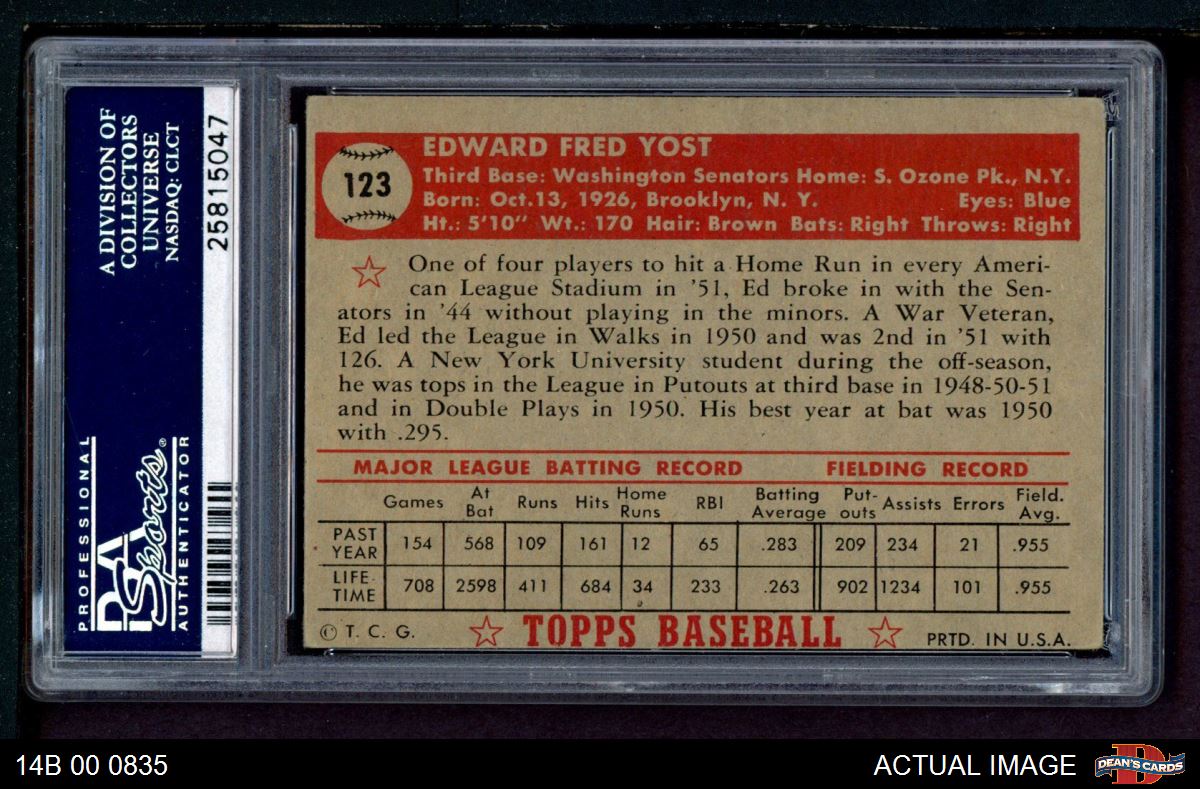 A DIVISION OF
COLLECTORS
UNIVERSE
NASDAQ: CLCT
25815047
PROFESSIONAL
PSA
Sports®
AUTHENTICATOR
123
EDWARD FRED YOST
Third Base: Washington Senators Home: S. Ozone Pk., N.Y.
Born: Oct.13, 1926, Brooklyn, N. Y. Eyes: Blue
Ht.: 5'10" Wt.: 170 Hair: Brown Bats: Right Throws: Right
One of four players to hit a Home Run in every Ameri-
can League Stadium in '51, Ed broke in with the Sen-
ators in '44 without playing in the minors. A War Veteran,
Ed led the League in Walks in 1950 and was 2nd in '51 with
126. A New York University student during the off-season,
he was tops in the League in Putouts at third base in 1948-50-51
and in Double Plays in 1950. His best year at bat was 1950
with .295.
MAJOR LEAGUE BATTING RECORD FIELDING RECORD
Games At Bat Runs Hits Home Runs RBI Batting Average Put-outs Assists Errors Field. Avg.
PAST YEAR 154 568 109 161 12 65 .283 209 234 21 .955
LIFE-TIME 708 2598 411 684 34 233 .263 902 1234 101 .955
© T. C. G. TOPPS BASEBALL PRTD. IN U.S.A.
14B 00 0835 ACTUAL IMAGE DEAN'S CARDS